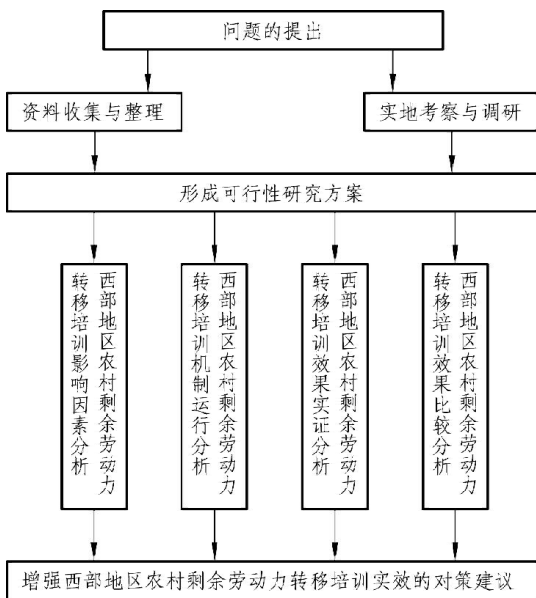 问题的提出
资料收集与整理
实地考察与调研
形成可行性研究方案
西部地区农村剩余劳动力
转移培训影响因素分析
西部地区农村剩余劳动力
转移培训机制运行分析
西部地区农村剩余劳动力
转移培训效果实证分析
西部地区农村剩余劳动力
转移培训效果比较分析
增强西部地区农村剩余劳动力转移培训实效的对策建议